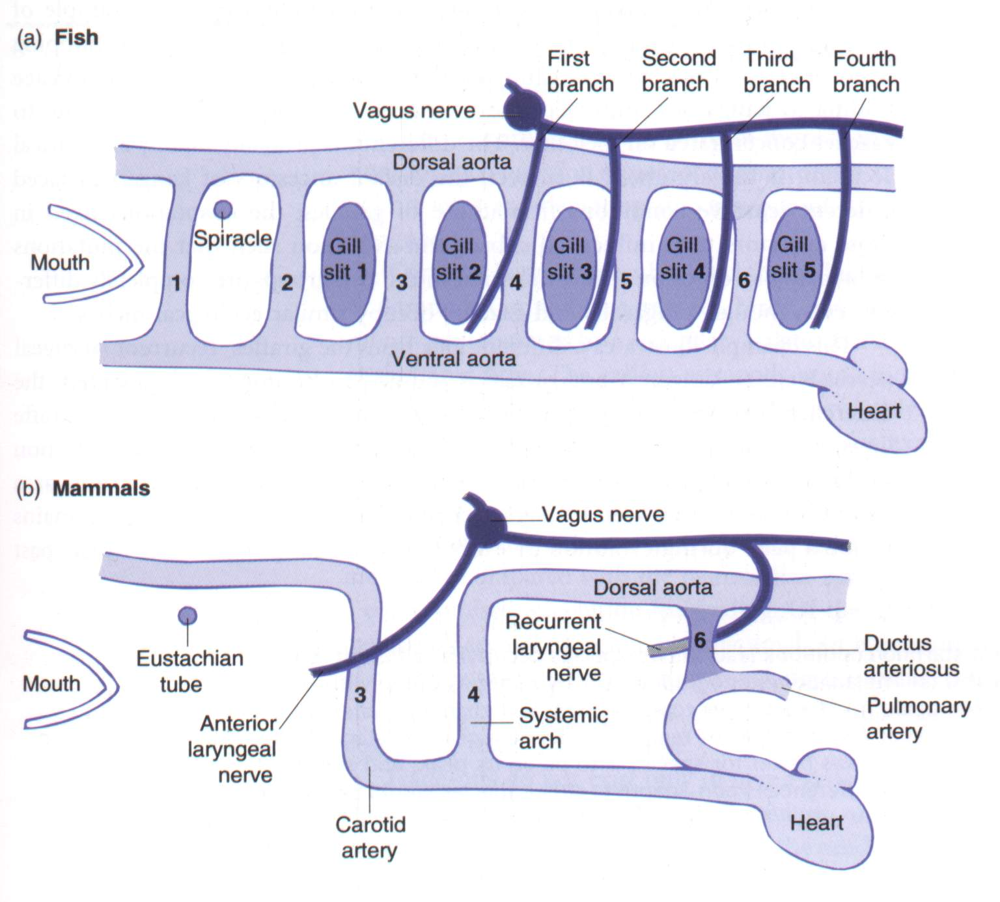 (a) Fish
First branch
Second branch
Third branch
Fourth branch
Vagus nerve
Dorsal aorta
Spiracle
Mouth
Gill slit 1
Gill slit 2
Gill slit 3
Gill slit 4
Gill slit 5
1
2
3
4
5
6
Ventral aorta
Heart
(b) Mammals
Vagus nerve
Dorsal aorta
Recurrent
laryngeal
nerve
6
Ductus
arteriosus
Eustachian
tube
Mouth
3
4
Pulmonary
artery
Anterior
laryngeal
nerve
Systemic
arch
Carotid
artery
Heart